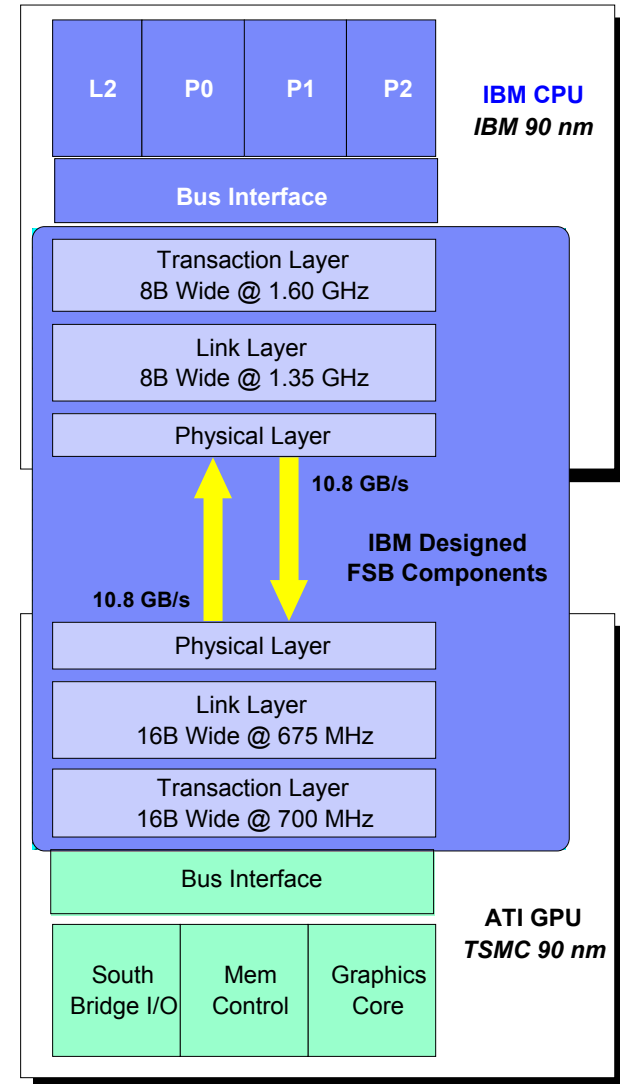 L2
P0
P1
P2
IBM CPU
IBM 90 nm
Bus Interface
Transaction Layer
8B Wide @ 1.60 GHz
Link Layer
8B Wide @ 1.35 GHz
Physical Layer
10.8 GB/s
IBM Designed
FSB Components
10.8 GB/s
Physical Layer
Link Layer
16B Wide @ 675 MHz
Transaction Layer
16B Wide @ 700 MHz
Bus Interface
ATI GPU
TSMC 90 nm
South
Bridge I/O
Mem
Control
Graphics
Core